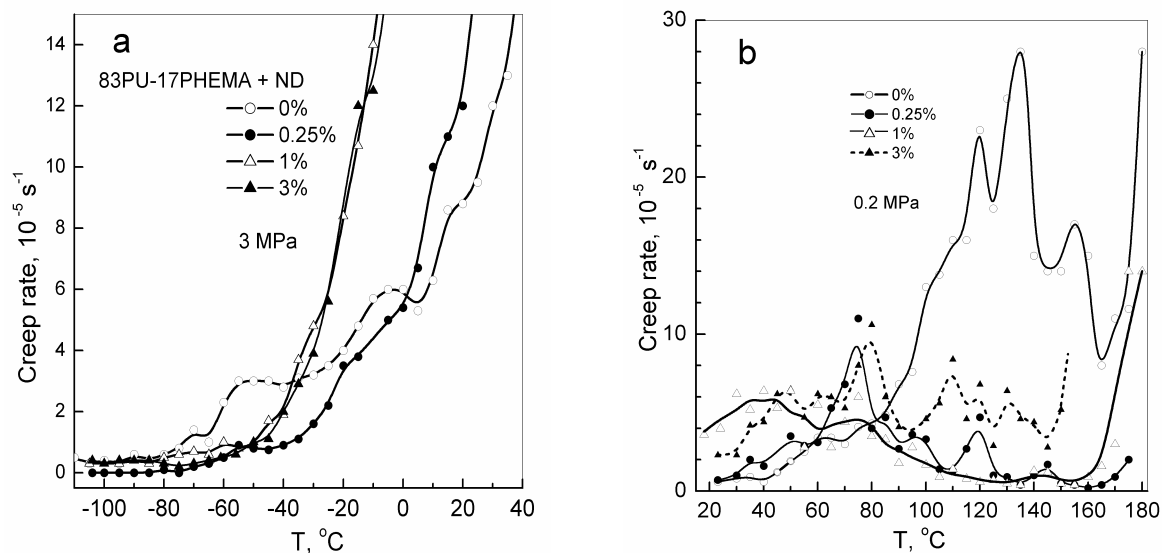 a
83PU-17PHEMA + ND
0%
0.25%
1%
3%
3 MPa
Creep rate, 10⁻⁵ s⁻¹
14
12
10
8
6
4
2
0
-100 -80 -60 -40 -20 0 20 40
T, °C
b
0%
0.25%
1%
3%
0.2 MPa
Creep rate, 10⁻⁵ s⁻¹
30
20
10
0
20 40 60 80 100 120 140 160 180
T, °C